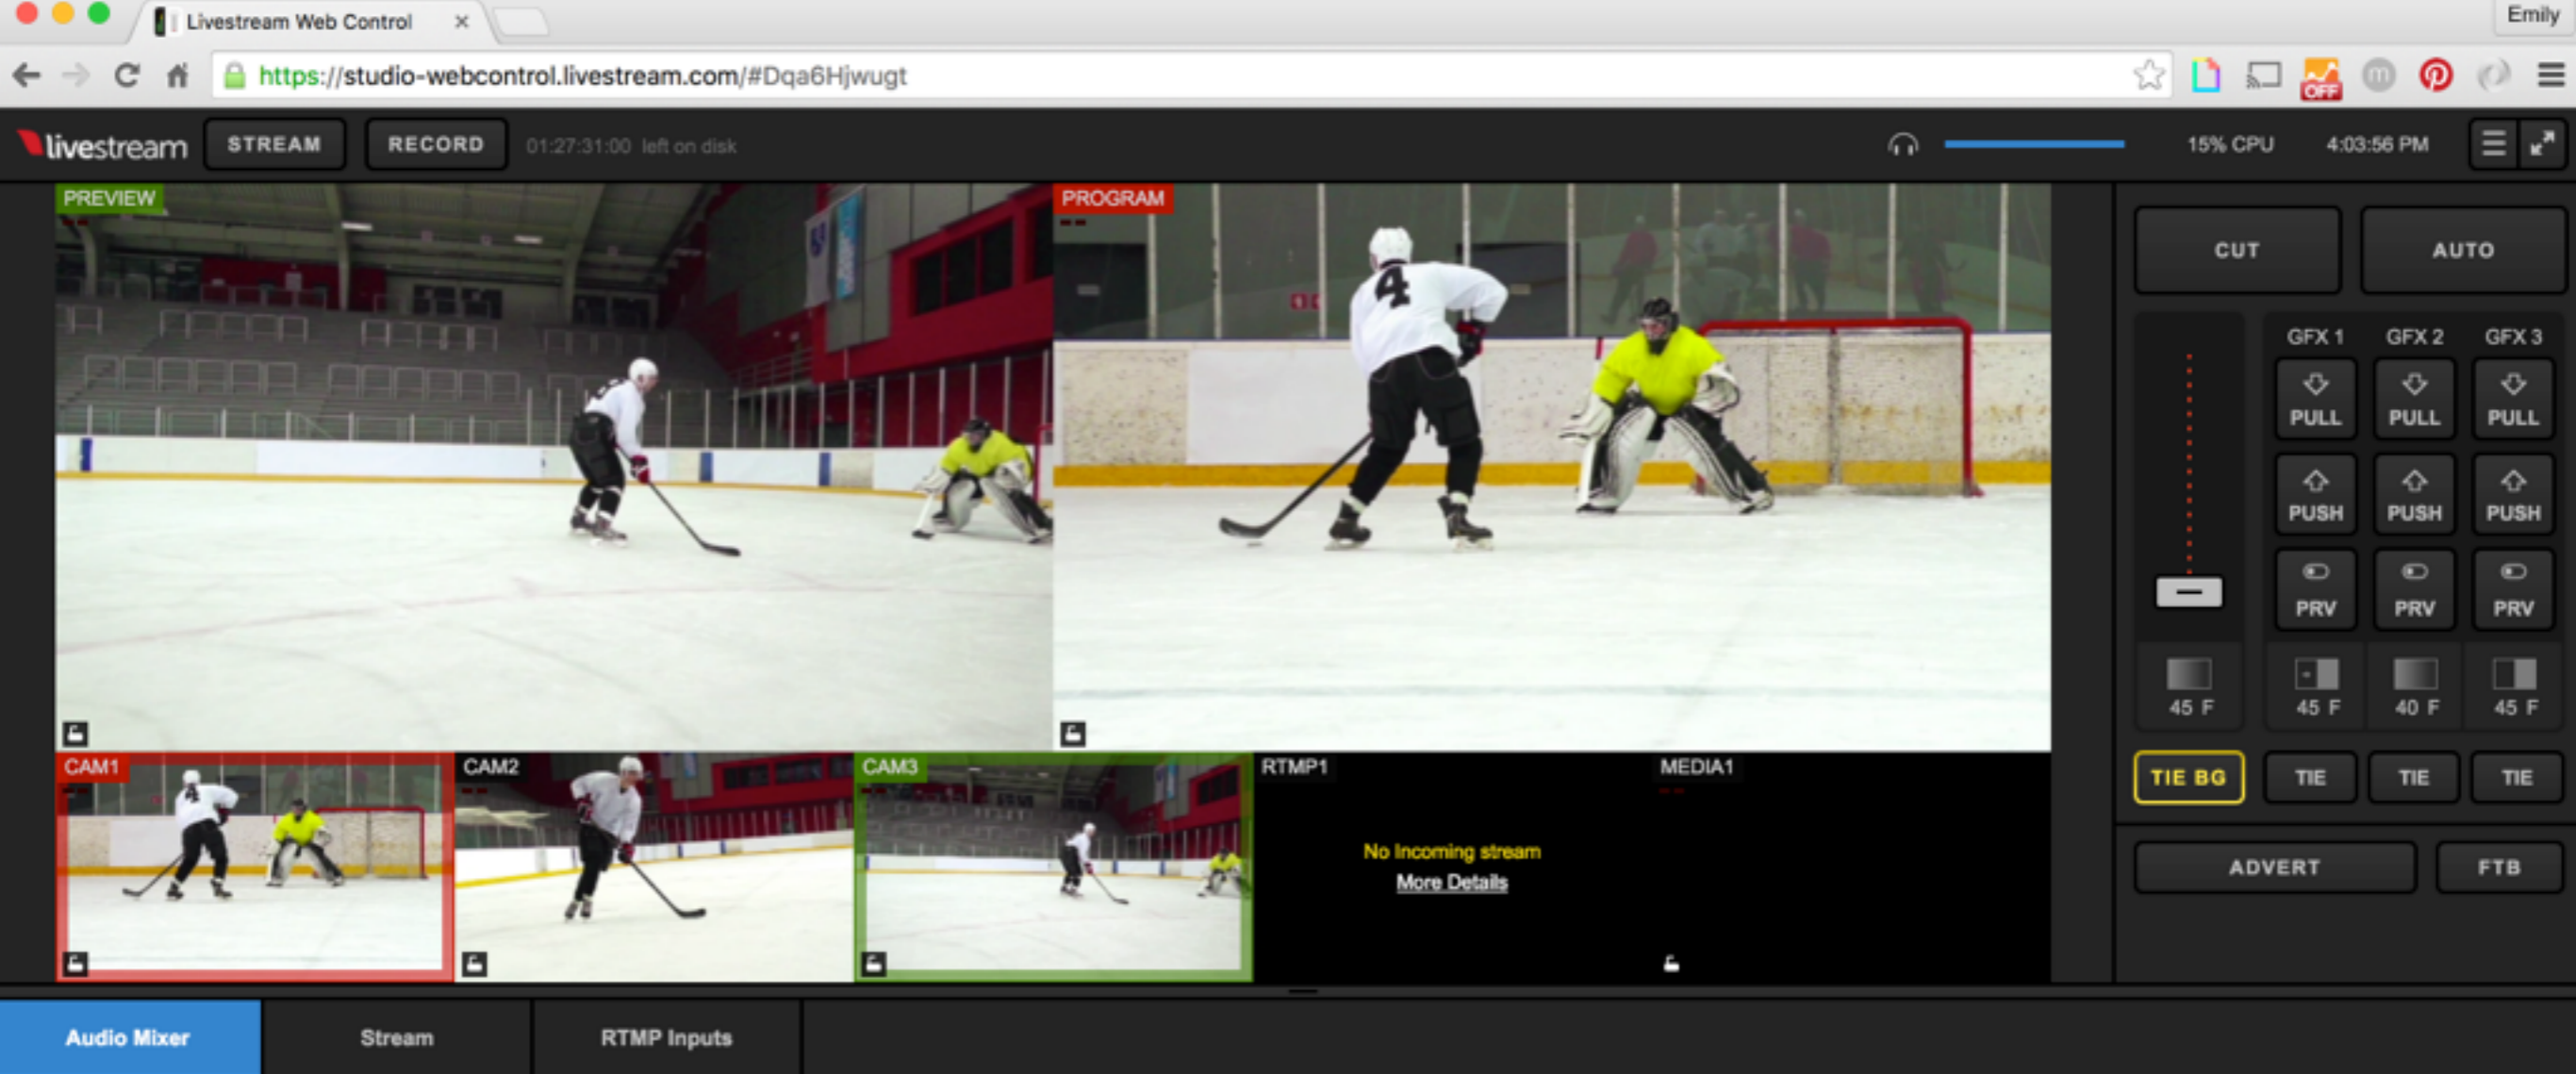 Livestream Web Control
Emily
https://studio-webcontrol.livestream.com/#Dqa6Hjwugt
OFF
m
livestream
STREAM
RECORD
01:27:31:00 left on disk
15% CPU
4:03:56 PM
PREVIEW
PROGRAM
4
CUT
AUTO
GFX 1
GFX 2
GFX 3
PULL
PULL
PULL
PUSH
PUSH
PUSH
PRV
PRV
PRV
45 F
45 F
40 F
45 F
CAM1
4
CAM2
CAM3
RTMP1
No Incoming stream
More Details
MEDIA1
TIE BG
TIE
TIE
TIE
ADVERT
FTB
Audio Mixer
Stream
RTMP Inputs